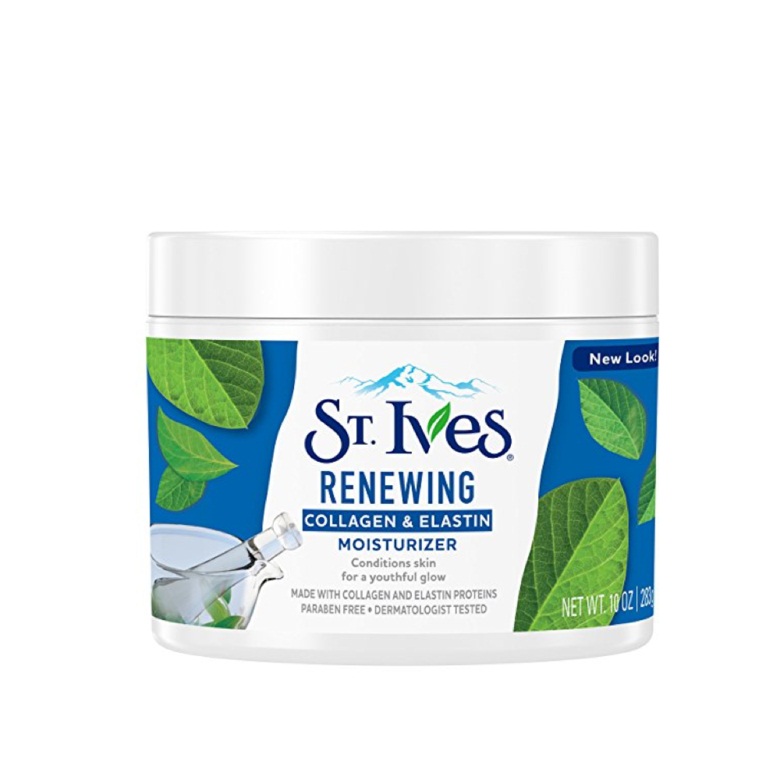 New Look!
ST. Ives®
RENEWING
COLLAGEN & ELASTIN
MOISTURIZER
Conditions skin
for a youthful glow
MADE WITH COLLAGEN AND ELASTIN PROTEINS
PARABEN FREE • DERMATOLOGIST TESTED
NET WT. 10 OZ | 283g